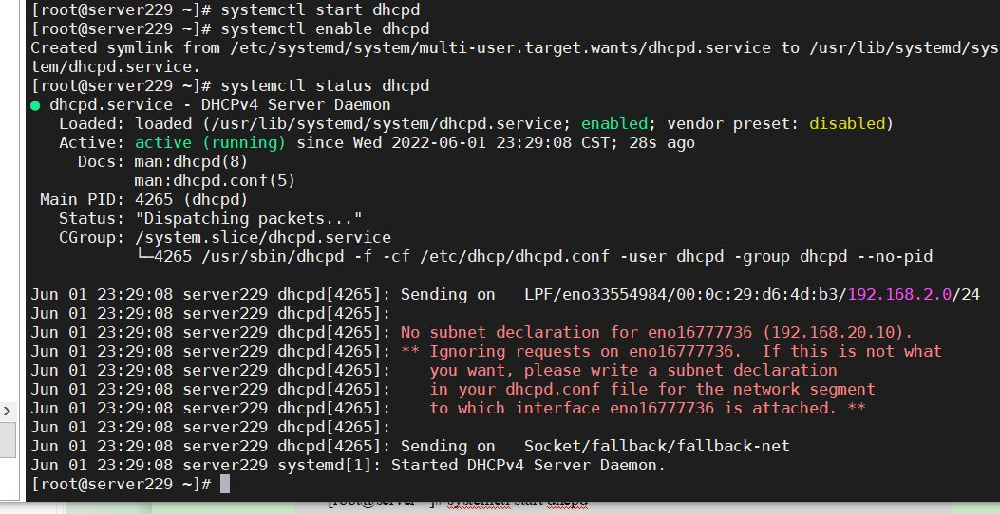 [root@server229 ~]# systemctl start dhcpd
[root@server229 ~]# systemctl enable dhcpd
Created symlink from /etc/systemd/system/multi-user.target.wants/dhcpd.service to /usr/lib/systemd/sys
tem/dhcpd.service.
[root@server229 ~]# systemctl status dhcpd
● dhcpd.service - DHCPv4 Server Daemon
   Loaded: loaded (/usr/lib/systemd/system/dhcpd.service; enabled; vendor preset: disabled)
   Active: active (running) since Wed 2022-06-01 23:29:08 CST; 28s ago
     Docs: man:dhcpd(8)
           man:dhcpd.conf(5)
 Main PID: 4265 (dhcpd)
   Status: "Dispatching packets..."
   CGroup: /system.slice/dhcpd.service
           └─4265 /usr/sbin/dhcpd -f -cf /etc/dhcp/dhcpd.conf -user dhcpd -group dhcpd --no-pid
Jun 01 23:29:08 server229 dhcpd[4265]: Sending on   LPF/eno33554984/00:0c:29:d6:4d:b3/192.168.2.0/24
Jun 01 23:29:08 server229 dhcpd[4265]:
Jun 01 23:29:08 server229 dhcpd[4265]: No subnet declaration for eno16777736 (192.168.20.10).
Jun 01 23:29:08 server229 dhcpd[4265]: ** Ignoring requests on eno16777736.  If this is not what
Jun 01 23:29:08 server229 dhcpd[4265]:    you want, please write a subnet declaration
Jun 01 23:29:08 server229 dhcpd[4265]:    in your dhcpd.conf file for the network segment
Jun 01 23:29:08 server229 dhcpd[4265]:    to which interface eno16777736 is attached. **
Jun 01 23:29:08 server229 dhcpd[4265]:
Jun 01 23:29:08 server229 dhcpd[4265]: Sending on   Socket/fallback/fallback-net
Jun 01 23:29:08 server229 systemd[1]: Started DHCPv4 Server Daemon.
[root@server229 ~]#
systemctl start dhcpd